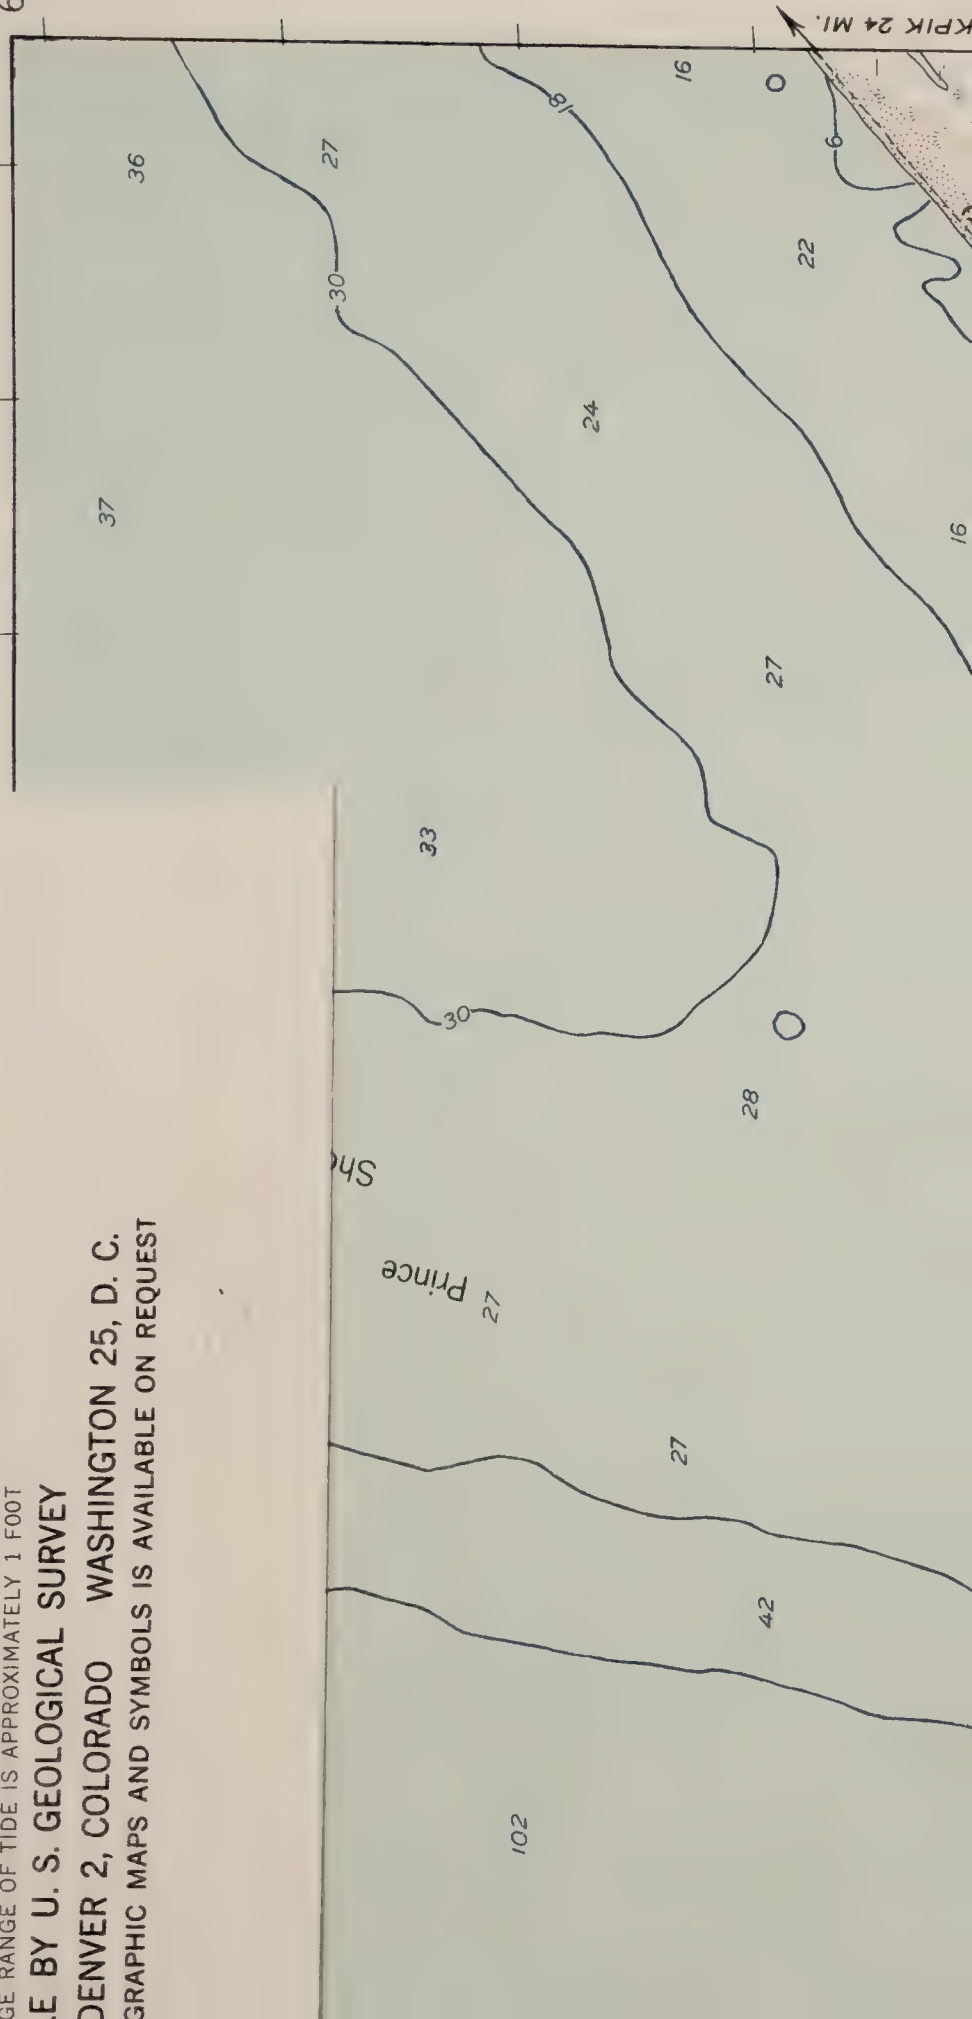 GE RANGE OF TIDE IS APPROXIMATELY 1 FOOT
E BY U. S. GEOLOGICAL SURVEY
DENVER 2, COLORADO WASHINGTON 25, D. C.
GRAPHIC MAPS AND SYMBOLS IS AVAILABLE ON REQUEST
KPIK 24 MI.
36
27
30
37
18
16
6
22
24
16
27
33
30
28
Sho
Prince
27
27
42
102